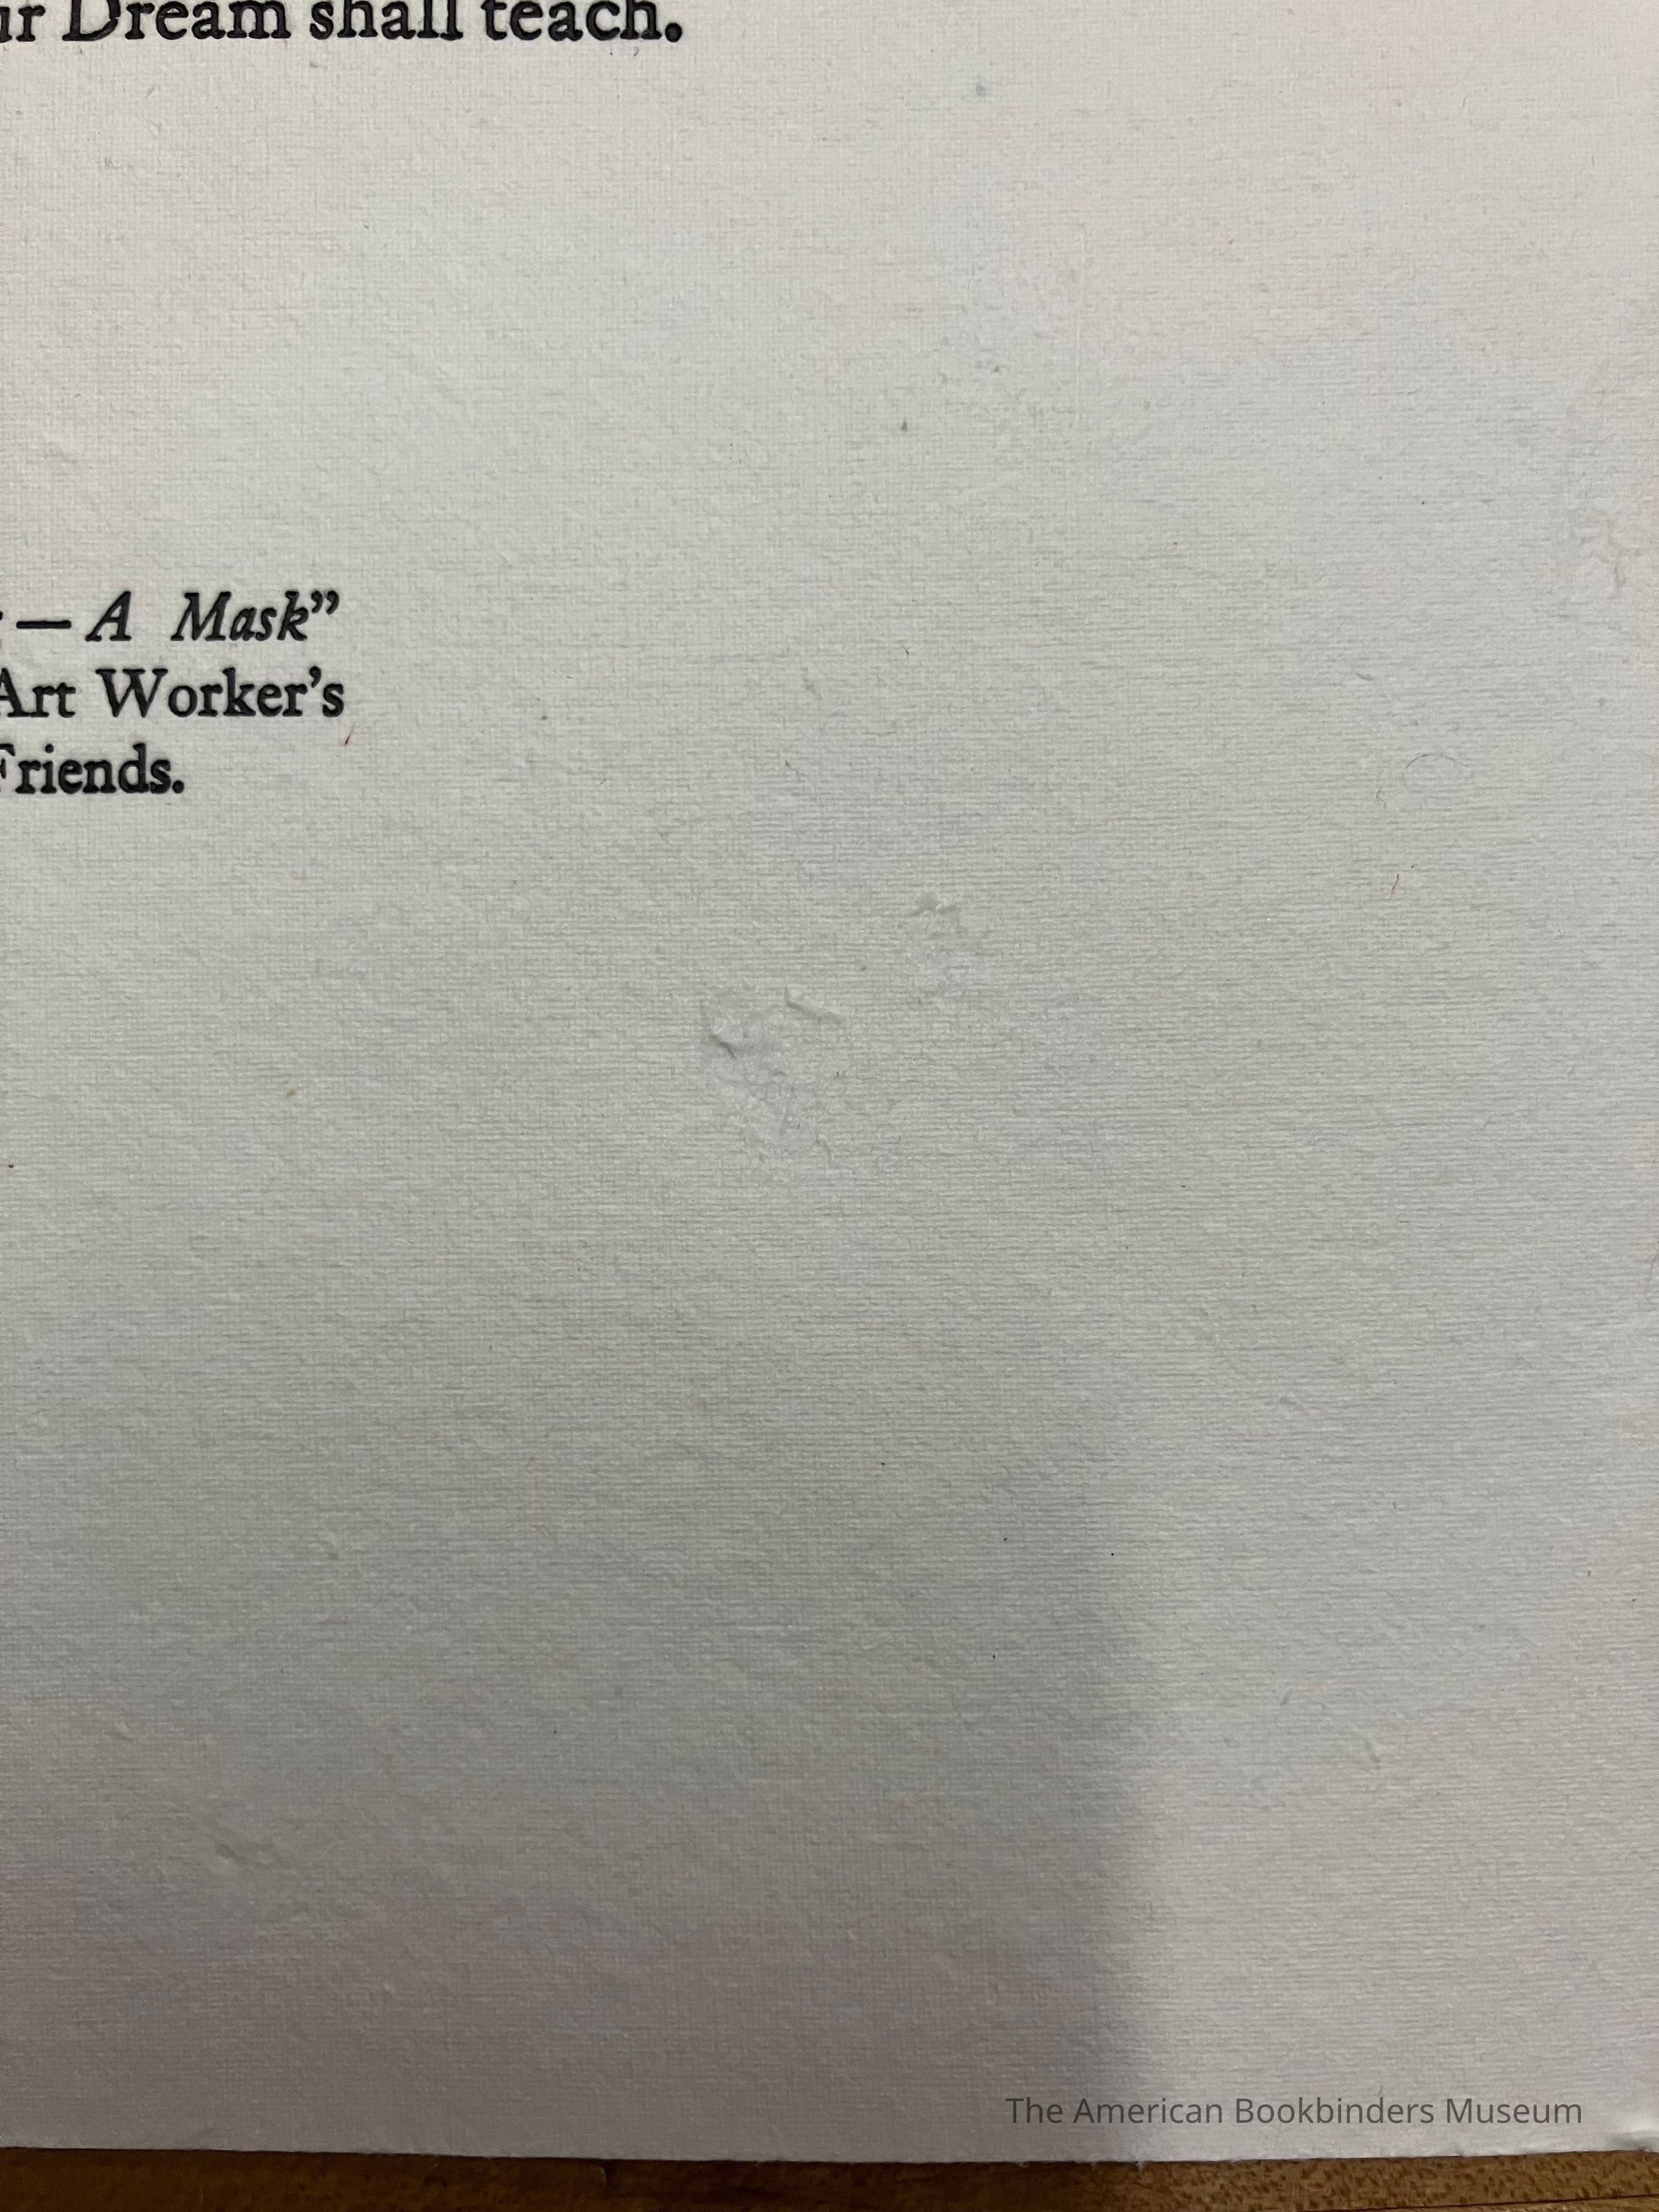 Dream shall teach.
— A Mask”
Art Worker’s
Friends.
The American Bookbinders Museum